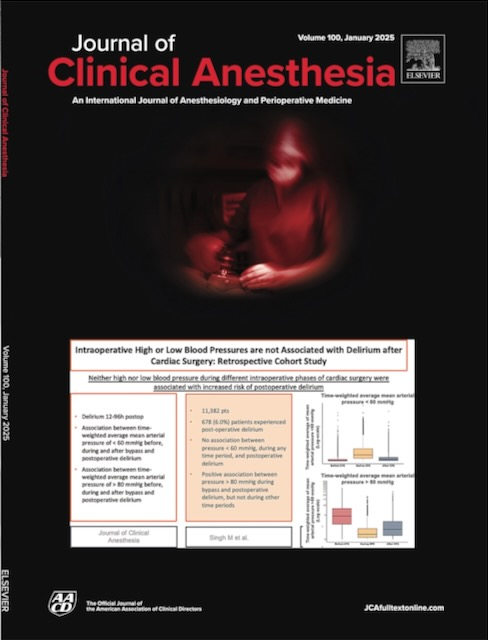 Journal of
Volume 100, January 2025
Clinical Anesthesia
ELSEVIER
An International Journal of Anesthesiology and Perioperative Medicine
Journal of Clinical Anesthesia
Volume 100, January 2025
ELSEVIER
Intraoperative High or Low Blood Pressures are not Associated with Delirium after
Cardiac Surgery: Retrospective Cohort Study
Neither high nor low blood pressure during different intraoperative phases of cardiac surgery were
associated with increased risk of postoperative delirium
• Delirium 12-96h postop
• Association between time-
weighted average mean arterial
pressure of < 60 mmHg before,
during and after bypass and
postoperative delirium
• Association between time-
weighted average mean arterial
pressure of > 80 mmHg before,
during and after bypass and
postoperative delirium
• 11,382 pts
• 678 (6.0%) patients experienced
post-operative delirium
• No association between
pressure < 60 mmHg, during any
time period, and postoperative
delirium
• Positive association between
pressure > 80 mmHg during
bypass and postoperative
delirium, but not during other
time periods
Time-weighted average mean arterial
pressure < 60 mmHg
Time-weighted average mean arterial
pressure > 80 mmHg
Journal of Clinical
Anesthesia
Singh M et al.
AACD
The Official Journal of
the American Association of Clinical Directors
JCAfulltextonline.com